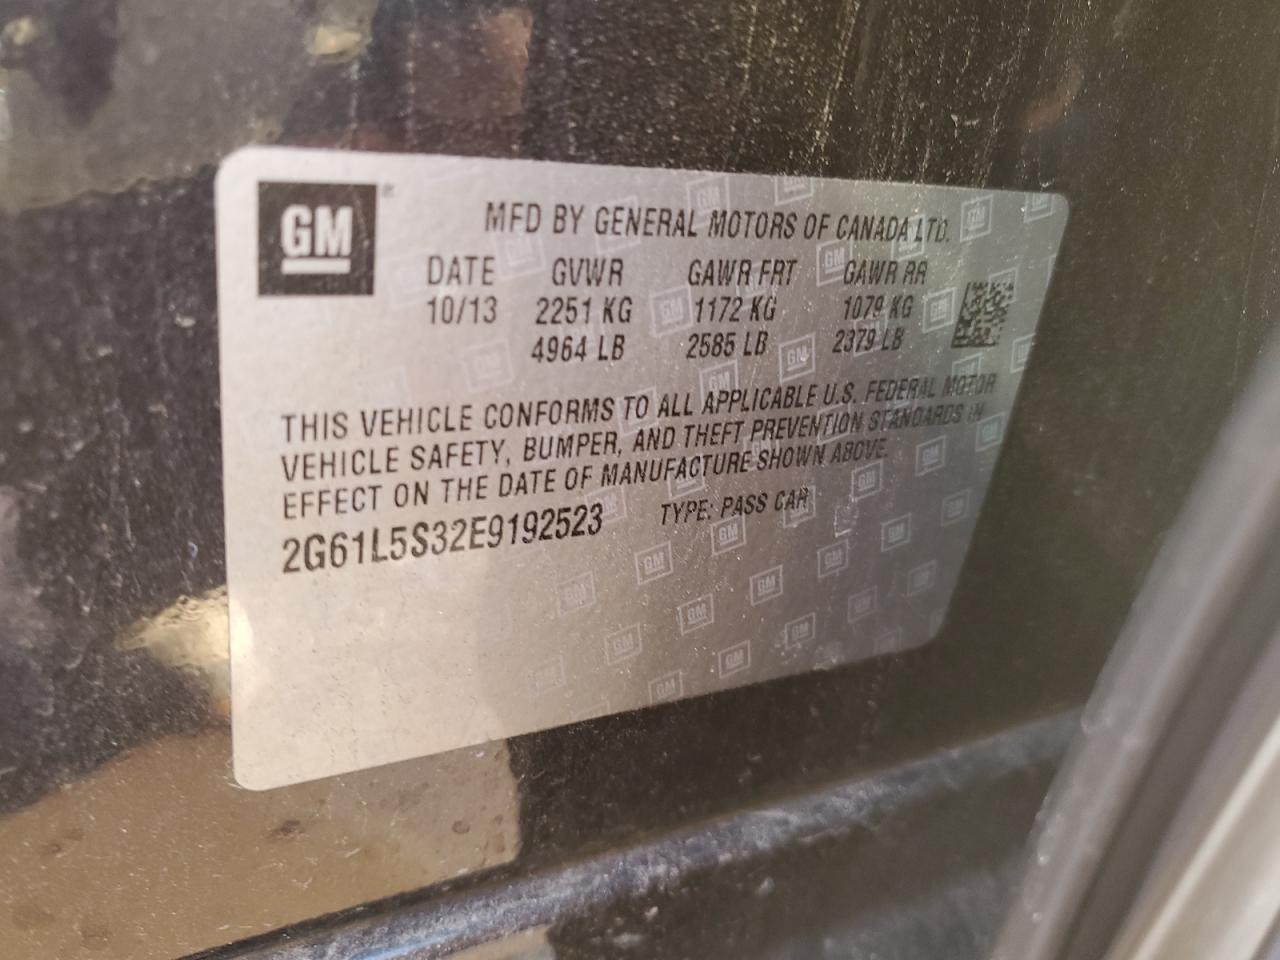 GM
MFD BY GENERAL MOTORS OF CANADA LTD.
DATE GVWR GAWR FRT GAWR RR
10/13 2251 KG 1172 KG 1079 KG
4964 LB 2585 LB 2379 LB
THIS VEHICLE CONFORMS TO ALL APPLICABLE U.S. FEDERAL MOTOR
VEHICLE SAFETY, BUMPER, AND THEFT PREVENTION STANDARDS IN
EFFECT ON THE DATE OF MANUFACTURE SHOWN ABOVE.
2G61L5S32E9192523 TYPE: PASS CAR